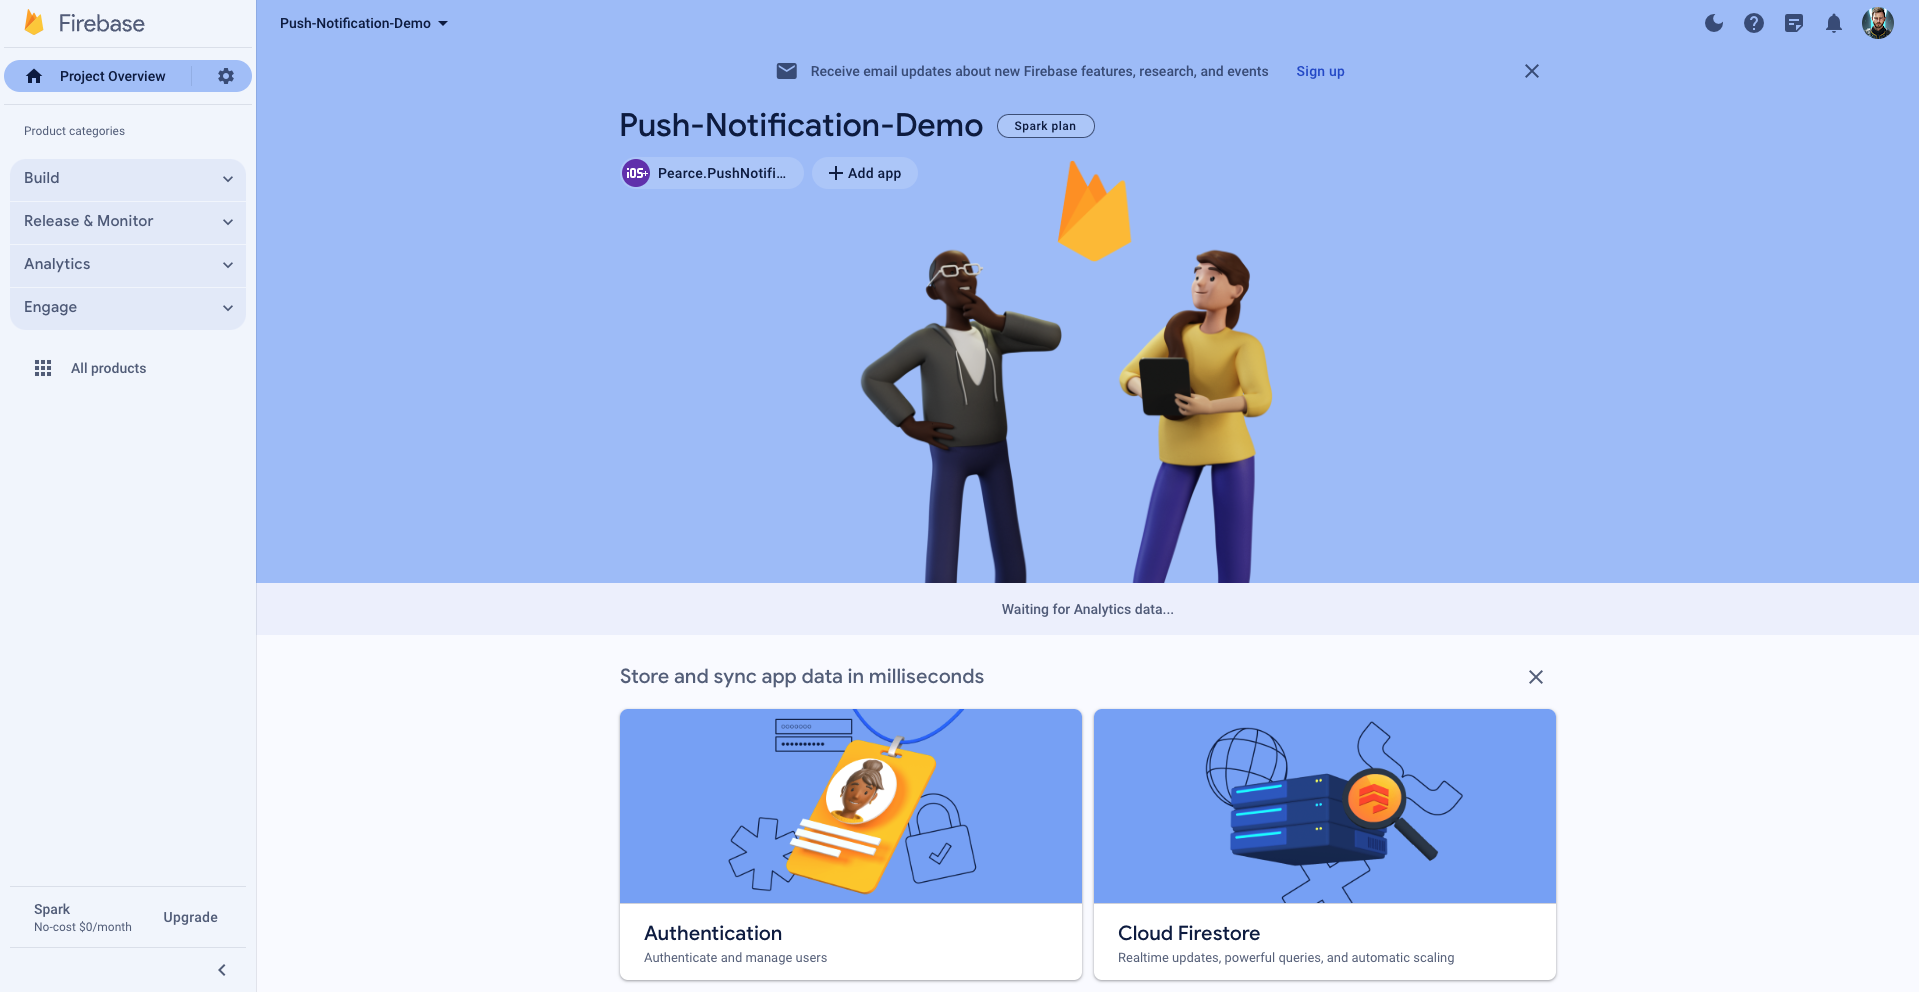 Firebase
Push-Notification-Demo
Project Overview
Receive email updates about new Firebase features, research, and events Sign up
Product categories
Build
Release & Monitor
Analytics
Engage
All products
Spark
No-cost $0/month
Upgrade
Push-Notification-Demo Spark plan
iOS+ Pearce.PushNotifi... Add app
Waiting for Analytics data...
Store and sync app data in milliseconds
Authentication
Authenticate and manage users
Cloud Firestore
Realtime updates, powerful queries, and automatic scaling